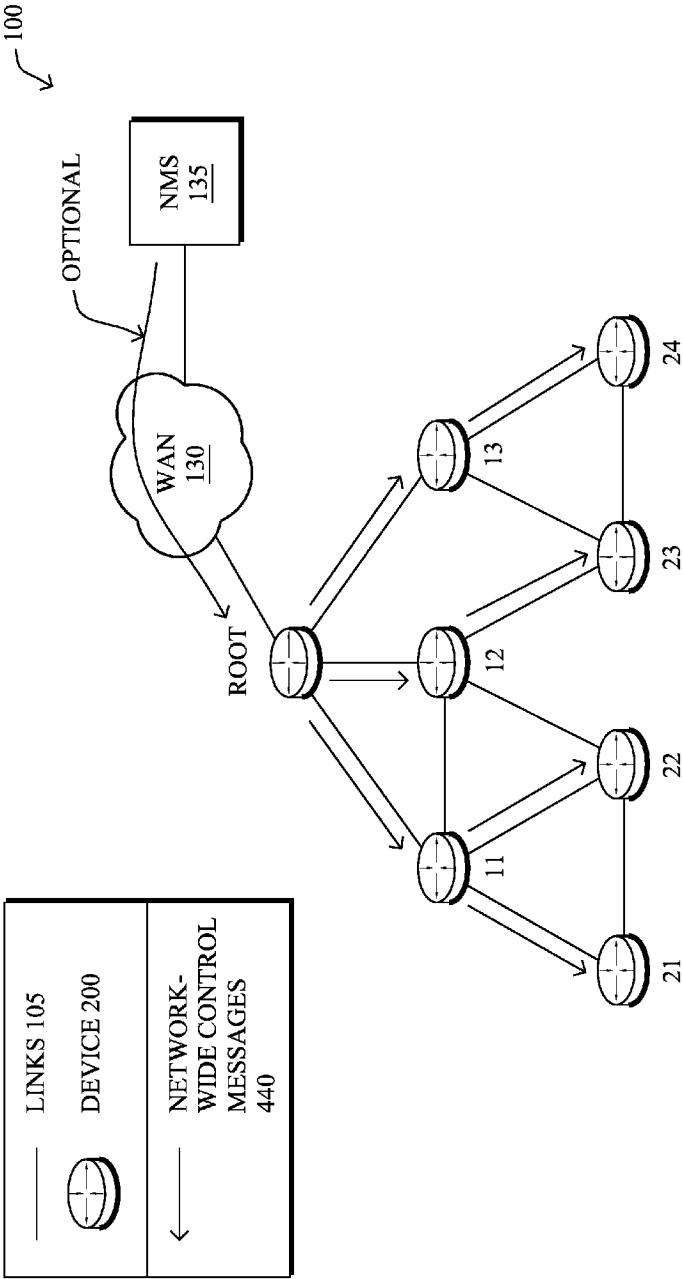 100
OPTIONAL
NMS
135
WAN
130
ROOT
11
12
13
21
22
23
24
LINKS 105
DEVICE 200
NETWORK-
WIDE CONTROL
MESSAGES
440